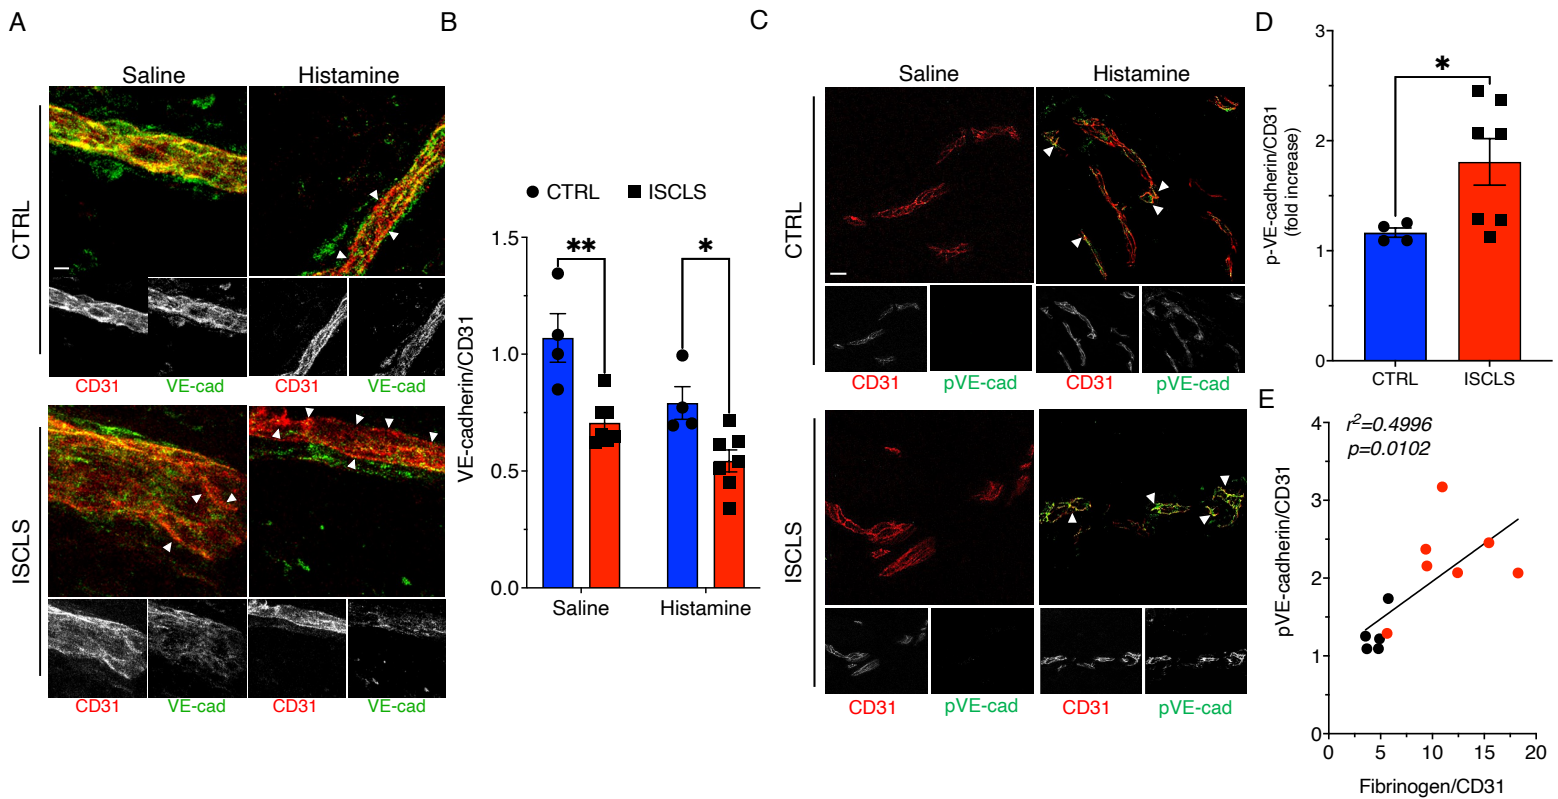 A
Saline
Histamine
CTRL
CD31
VE-cad
CD31
VE-cad
ISCLS
CD31
VE-cad
CD31
VE-cad
B
CTRL
ISCLS
VE-cadherin/CD31
1.5
1.0
0.5
0.0
**
*
Saline
Histamine
C
Saline
Histamine
CTRL
CD31
pVE-cad
CD31
pVE-cad
ISCLS
CD31
pVE-cad
CD31
pVE-cad
D
p-VE-cadherin/CD31
(fold increase)
3
2
1
0
*
CTRL
ISCLS
E
r²=0.4996
p=0.0102
pVE-cadherin/CD31
4
3
2
1
0
0 5 10 15 20
Fibrinogen/CD31